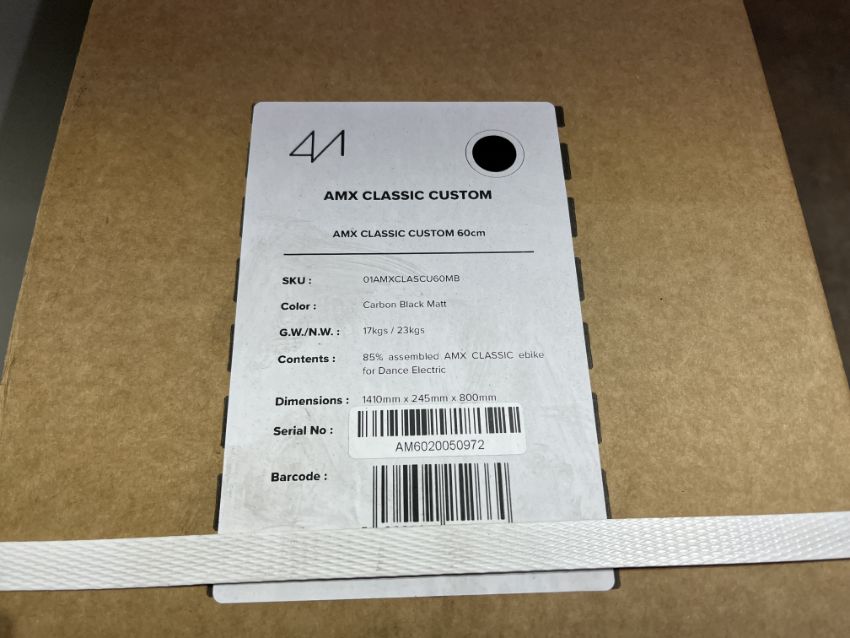 AMX CLASSIC CUSTOM
AMX CLASSIC CUSTOM 60cm
SKU : 01AMXCLASCU60MB
Color : Carbon Black Matt
G.W./N.W. : 17kgs / 23kgs
Contents : 85% assembled AMX CLASSIC ebike
for Dance Electric
Dimensions : 1410mm x 245mm x 800mm
Serial No :
AM6020050972
Barcode :